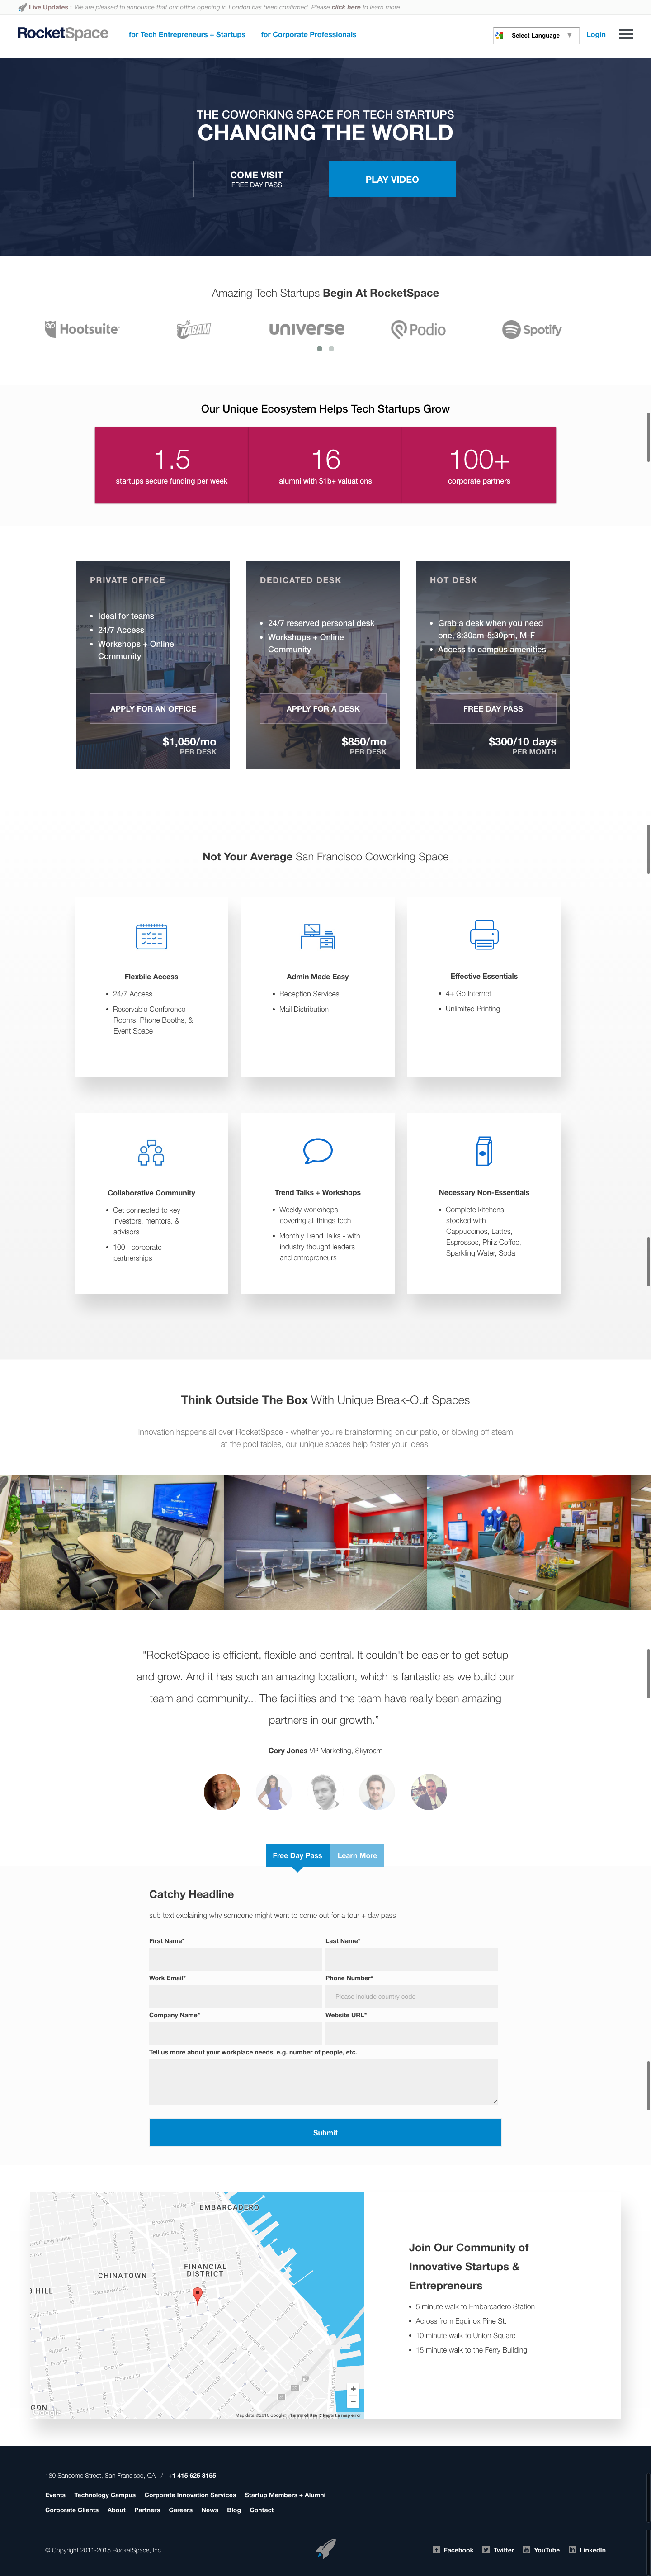 Live Updates : We are pleased to announce that our office opening in London has been confirmed. Please click here to learn more.
RocketSpace
for Tech Entrepreneurs + Startups
for Corporate Professionals
Select Language ▼
Login
THE COWORKING SPACE FOR TECH STARTUPS
CHANGING THE WORLD
COME VISIT
FREE DAY PASS
PLAY VIDEO
Amazing Tech Startups Begin At RocketSpace
Hootsuite
KABAM
universe
Podio
Spotify
Our Unique Ecosystem Helps Tech Startups Grow
1.5
startups secure funding per week
16
alumni with $1b+ valuations
100+
corporate partners
PRIVATE OFFICE
• Ideal for teams
• 24/7 Access
• Workshops + Online
Community
APPLY FOR AN OFFICE
$1,050/mo
PER DESK
DEDICATED DESK
• 24/7 reserved personal desk
• Workshops + Online
Community
APPLY FOR A DESK
$850/mo
PER DESK
HOT DESK
• Grab a desk when you need
one, 8:30am-5:30pm, M-F
• Access to campus amenities
FREE DAY PASS
$300/10 days
PER MONTH
Not Your Average San Francisco Coworking Space
Flexbile Access
• 24/7 Access
• Reservable Conference
Rooms, Phone Booths, &
Event Space
Admin Made Easy
• Reception Services
• Mail Distribution
Effective Essentials
• 4+ Gb Internet
• Unlimited Printing
Collaborative Community
• Get connected to key
investors, mentors, &
advisors
• 100+ corporate
partnerships
Trend Talks + Workshops
• Weekly workshops
covering all things tech
• Monthly Trend Talks - with
industry thought leaders
and entrepreneurs
Necessary Non-Essentials
• Complete kitchens
stocked with
Cappuccinos, Lattes,
Espressos, Philz Coffee,
Sparkling Water, Soda
Think Outside The Box With Unique Break-Out Spaces
Innovation happens all over RocketSpace - whether you're brainstorming on our patio, or blowing off steam
at the pool tables, our unique spaces help foster your ideas.
"RocketSpace is efficient, flexible and central. It couldn't be easier to get setup
and grow. And it has such an amazing location, which is fantastic as we build our
team and community... The facilities and the team have really been amazing
partners in our growth."
Cory Jones VP Marketing, Skyroam
Free Day Pass
Learn More
Catchy Headline
sub text explaining why someone might want to come out for a tour + day pass
First Name*
Last Name*
Work Email*
Phone Number*
Please include country code
Company Name*
Website URL*
Tell us more about your workplace needs, e.g. number of people, etc.
Submit
EMBARCADERO
CHINATOWN
FINANCIAL
DISTRICT
HILL
Map data ©2016 Google
Terms of Use
Report a map error
Join Our Community of
Innovative Startups &
Entrepreneurs
• 5 minute walk to Embarcadero Station
• Across from Equinox Pine St.
• 10 minute walk to Union Square
• 15 minute walk to the Ferry Building
180 Sansome Street, San Francisco, CA / +1 415 625 3155
Events Technology Campus Corporate Innovation Services Startup Members + Alumni
Corporate Clients About Partners Careers News Blog Contact
© Copyright 2011-2015 RocketSpace, Inc.
Facebook Twitter YouTube LinkedIn